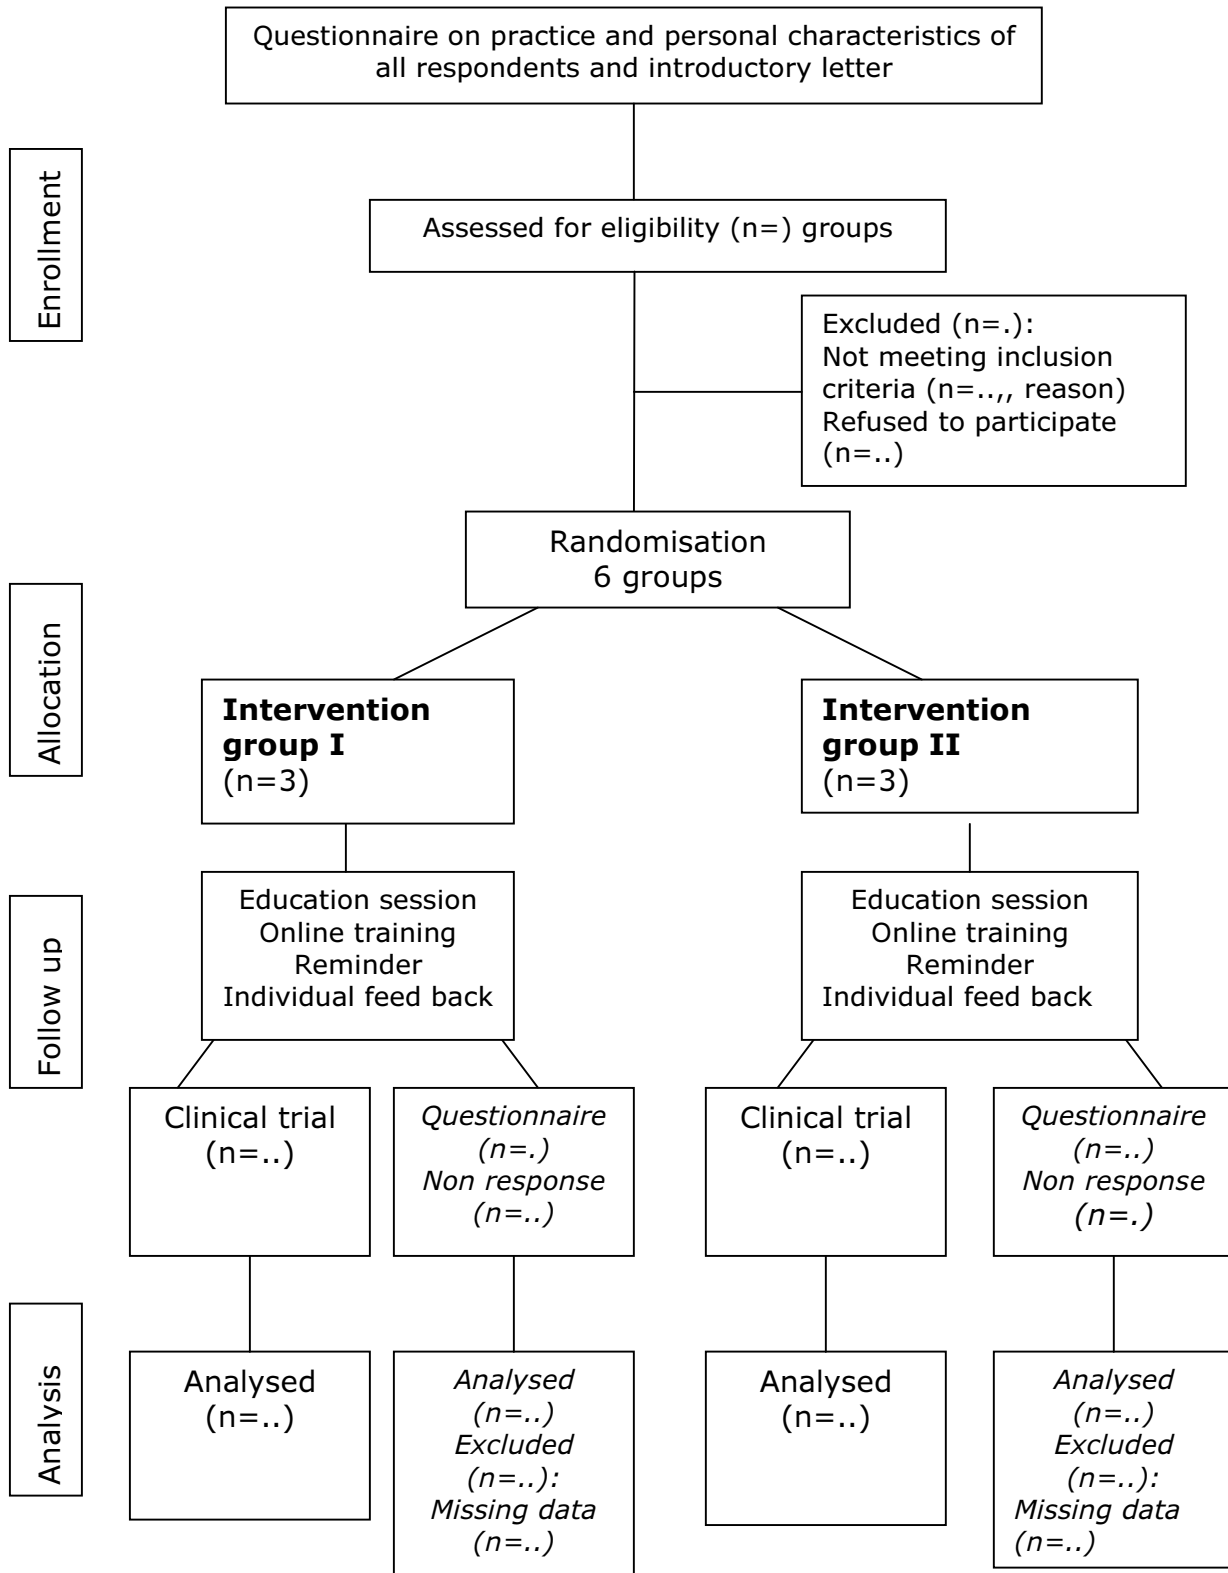 Questionnaire on practice and personal characteristics of
all respondents and introductory letter
Enrollment
Assessed for eligibility (n=) groups
Excluded (n=.):
Not meeting inclusion
criteria (n=..,, reason)
Refused to participate
(n=..)
Randomisation
6 groups
Allocation
Intervention
group I
(n=3)
Intervention
group II
(n=3)
Follow up
Education session
Online training
Reminder
Individual feed back
Education session
Online training
Reminder
Individual feed back
Clinical trial
(n=..)
Questionnaire
(n=.)
Non response
(n=..)
Clinical trial
(n=..)
Questionnaire
(n=..)
Non response
(n=.)
Analysis
Analysed
(n=..)
Analysed
(n=..)
Excluded
(n=..):
Missing data
(n=..)
Analysed
(n=..)
Analysed
(n=..)
Excluded
(n=..):
Missing data
(n=..)